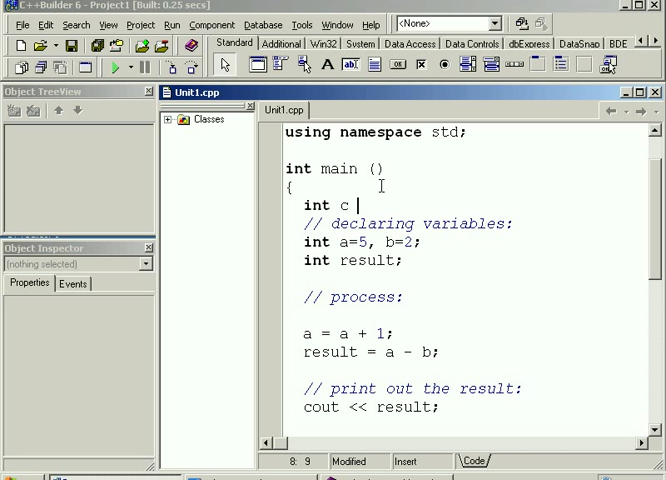 C++Builder 6 - Project1 [Built: 0.25 secs]
File Edit Search View Project Run Component Database Tools Window Help <None>
Standard Additional Win32 System Data Access Data Controls dbExpress DataSnap BDE
Object TreeView
Unit1.cpp
Classes
Unit1.cpp
using namespace std;
int main ()
{
int c
// declaring variables:
int a=5, b=2;
int result;
// process:
a = a + 1;
result = a - b;
// print out the result:
cout << result;
Object Inspector
(nothing selected)
Properties Events
8: 9 Modified Insert Code